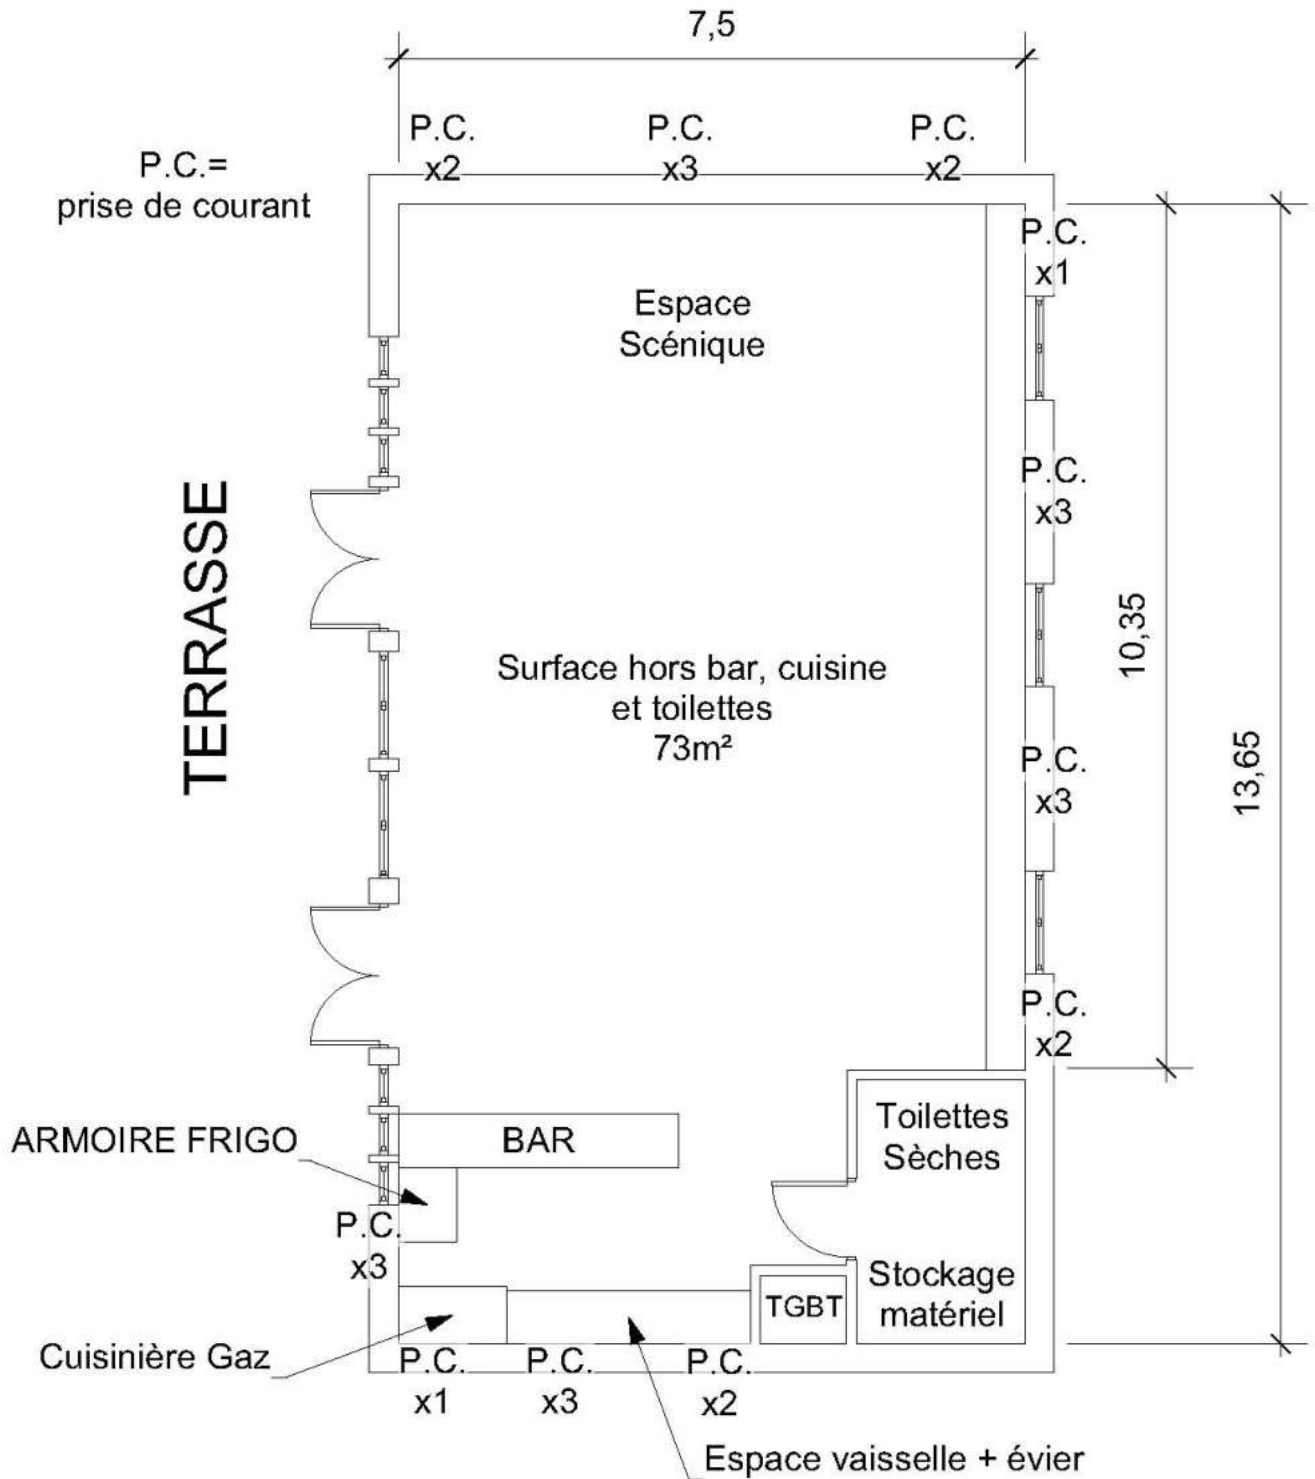 7,5
P.C.=
prise de courant
P.C.
x2
P.C.
x3
P.C.
x2
P.C.
x1
Espace
Scénique
P.C.
x3
TERRASSE
10,35
13,65
Surface hors bar, cuisine
et toilettes
73m²
P.C.
x3
P.C.
x2
ARMOIRE FRIGO
BAR
Toilettes
Sèches
P.C.
x3
Stockage
matériel
TGBT
Cuisinière Gaz
P.C.
x1
P.C.
x3
P.C.
x2
Espace vaisselle + évier